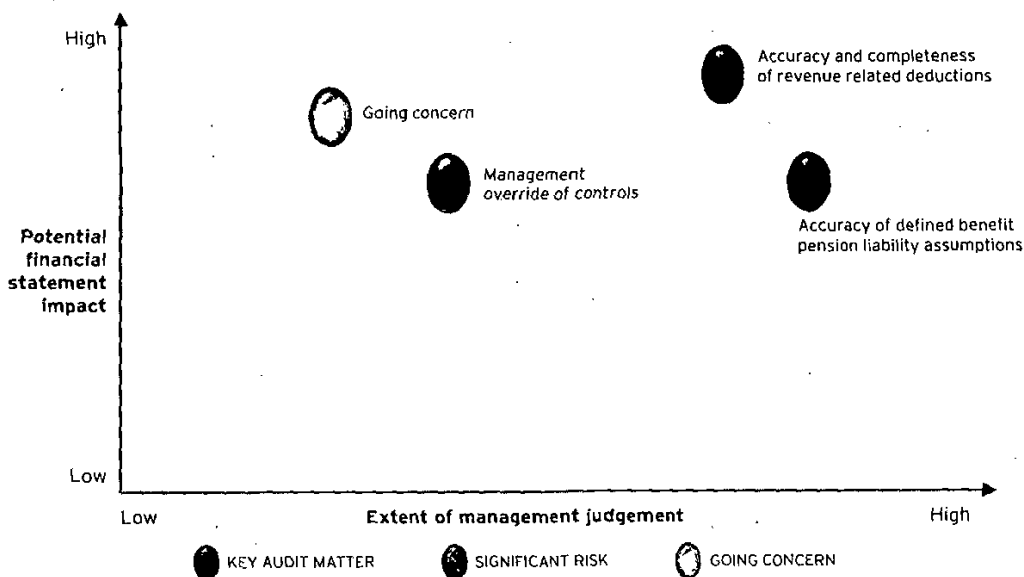 High
Accuracy and completeness
of revenue related deductions
Going concern
Management
override of controls
Potential
financial
statement
impact
Accuracy of defined benefit
pension liability assumptions
Low
Low
Extent of management judgement
High
KEY AUDIT MATTER
SIGNIFICANT RISK
GOING CONCERN